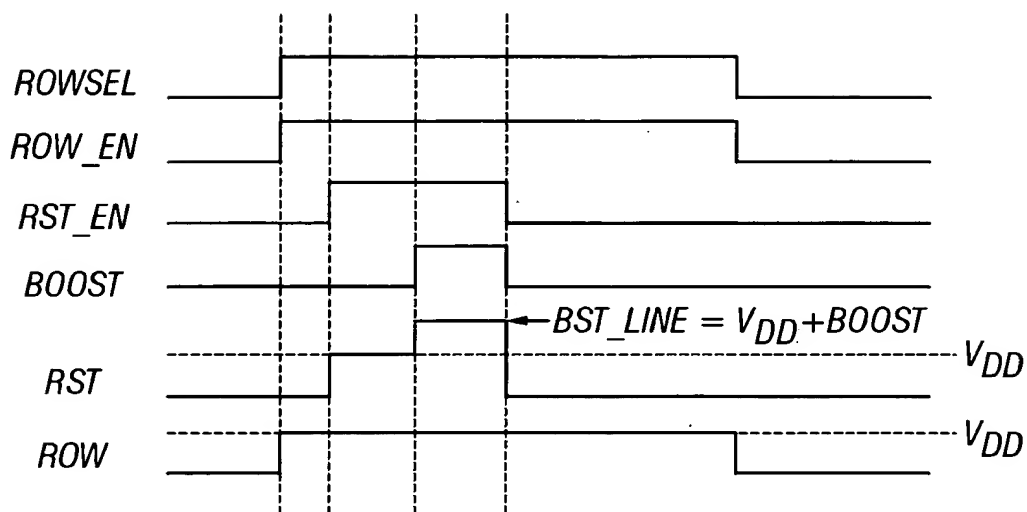 ROWSEL
ROW_EN
RST_EN
BOOST
BST_LINE = VDD+BOOST
VDD
RST
VDD
ROW